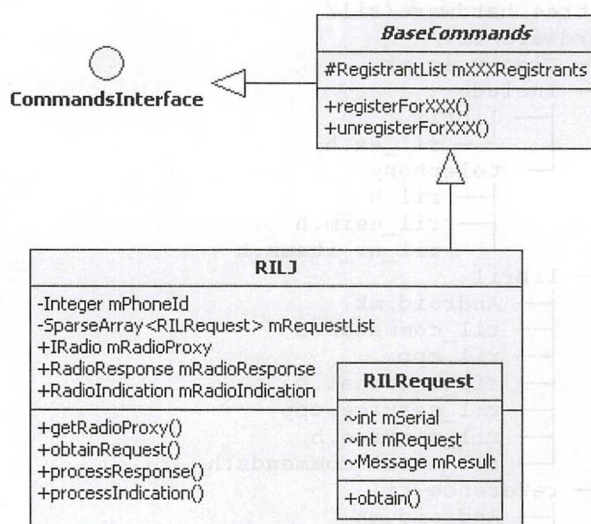 BaseCommands
#RegistrantList mXXXRegistrants
+registerForXXX()
+unregisterForXXX()
CommandsInterface
RILJ
-Integer mPhoneId
-SparseArray<RILRequest> mRequestList
+IRadio mRadioProxy
+RadioResponse mRadioResponse
+RadioIndication mRadioIndication
+getRadioProxy()
+obtainRequest()
+processResponse()
+processIndication()
RILRequest
~int mSerial
~int mRequest
~Message mResult
+obtain()